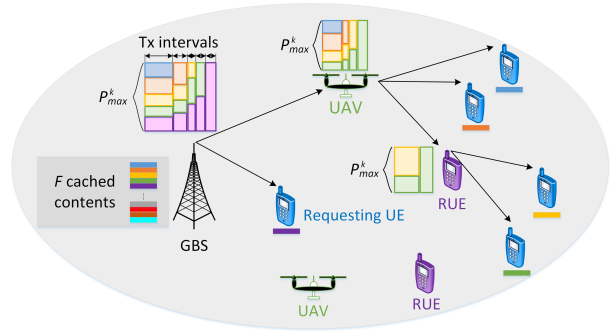 Tx intervals
P^k_max
P^k_max
UAV
P^k_max
F cached
contents
GBS
Requesting UE
RUE
UAV
RUE